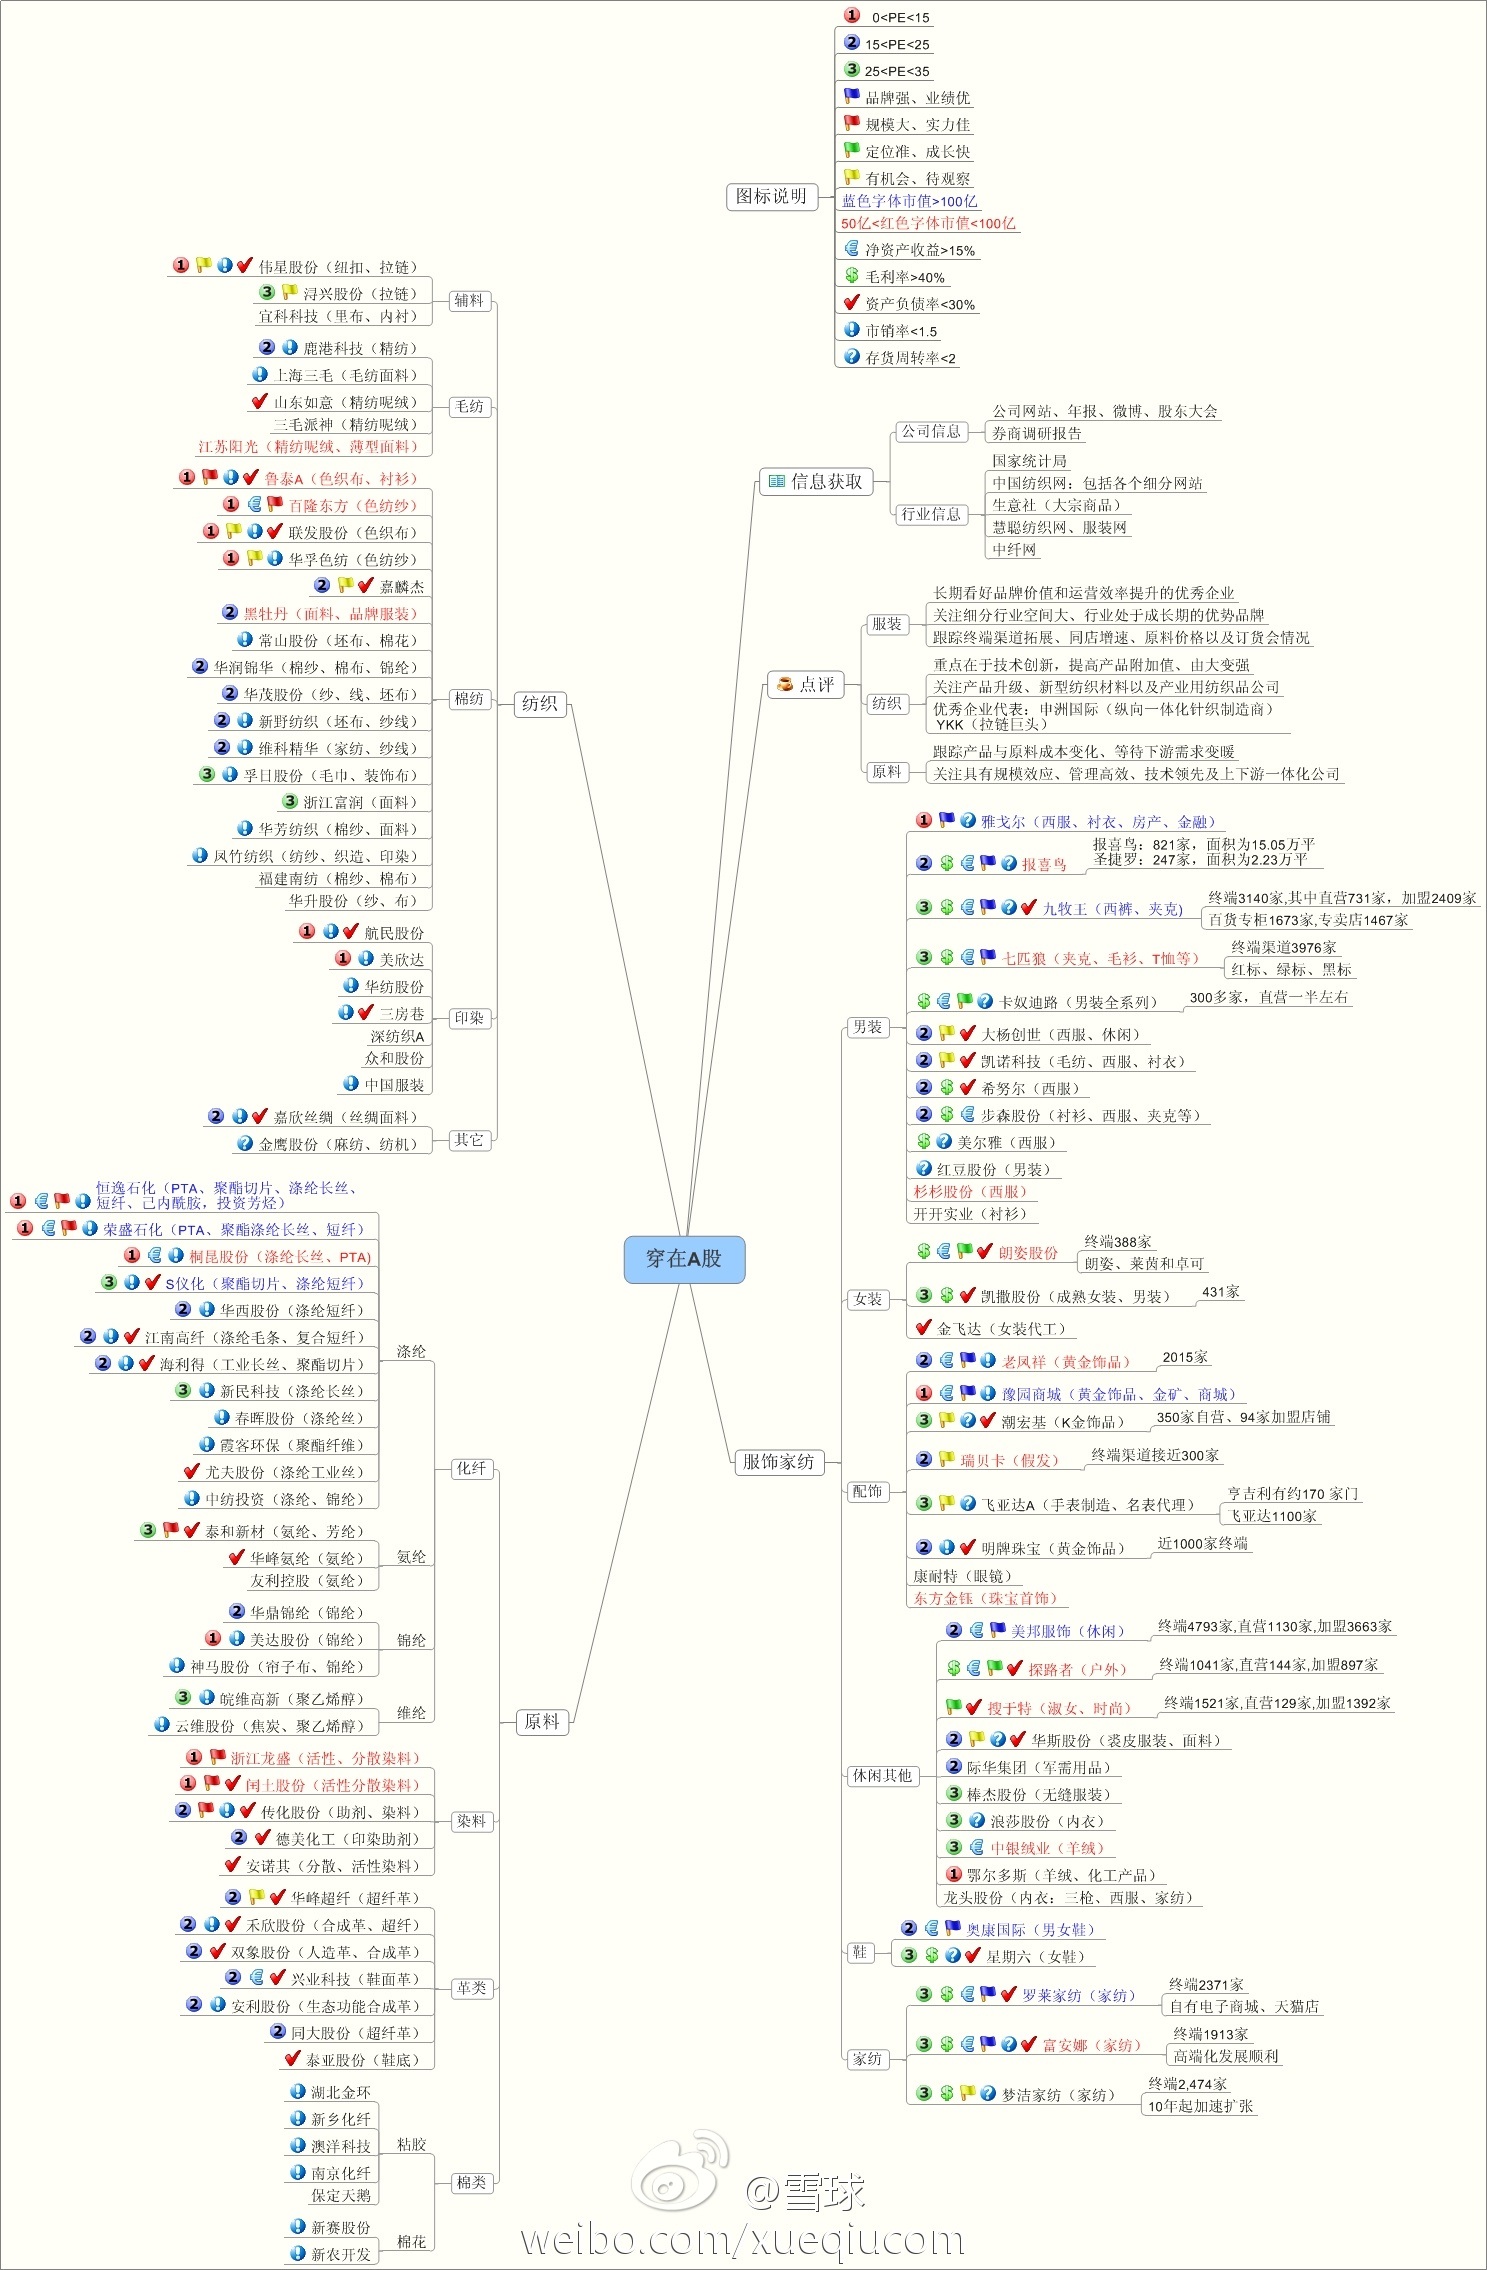 0<PE<15
15<PE<25
25<PE<35
品牌强、业绩优
规模大、实力佳
定位准、成长快
有机会、待观察
图标说明
蓝色字体市值>100亿
50亿<红色字体市值<100亿
净资产收益>15%
毛利率>40%
资产负债率<30%
市销率<1.5
存货周转率<2
信息获取
公司信息
公司网站、年报、微博、股东大会
券商调研报告
行业信息
国家统计局
中国纺织网：包括各个细分网站
生意社（大宗商品）
慧聪纺织网、服装网
中纤网
点评
服装
长期看好品牌价值和运营效率提升的优秀企业
关注细分行业空间大、行业处于成长期的优势品牌
跟踪终端渠道拓展、同店增速、原料价格以及订货会情况
纺织
重点在于技术创新，提高产品附加值、由大变强
关注产品升级、新型纺织材料以及产业用纺织品公司
优秀企业代表：申洲国际（纵向一体化针织制造商）
YKK（拉链巨头）
原料
跟踪产品与原料成本变化、等待下游需求变暖
关注具有规模效应、管理高效、技术领先及上下游一体化公司
穿在A股
服饰家纺
男装
雅戈尔（西服、衬衣、房产、金融）
报喜鸟
报喜鸟：821家，面积为15.05万平
圣捷罗：247家，面积为2.23万平
九牧王（西裤、夹克)
终端3140家,其中直营731家，加盟2409家
百货专柜1673家,专卖店1467家
七匹狼（夹克、毛衫、T恤等）
终端渠道3976家
红标、绿标、黑标
卡奴迪路（男装全系列）
300多家，直营一半左右
大杨创世（西服、休闲）
凯诺科技（毛纺、西服、衬衣）
希努尔（西服）
步森股份（衬衫、西服、夹克等）
美尔雅（西服）
红豆股份（男装）
杉杉股份（西服）
开开实业（衬衫）
女装
朗姿股份
终端388家
朗姿、莱茵和卓可
凯撒股份（成熟女装、男装）
431家
金飞达（女装代工）
配饰
老凤祥（黄金饰品）
2015家
豫园商城（黄金饰品、金矿、商城）
潮宏基（K金饰品）
350家自营、94家加盟店铺
瑞贝卡（假发）
终端渠道接近300家
飞亚达A（手表制造、名表代理）
亨吉利有约170 家门
飞亚达1100家
明牌珠宝（黄金饰品）
近1000家终端
康耐特（眼镜）
东方金钰（珠宝首饰）
休闲其他
美邦服饰（休闲）
终端4793家,直营1130家,加盟3663家
探路者（户外）
终端1041家,直营144家,加盟897家
搜于特（淑女、时尚）
终端1521家,直营129家,加盟1392家
华斯股份（裘皮服装、面料）
际华集团（军需用品）
棒杰股份（无缝服装）
浪莎股份（内衣）
中银绒业（羊绒）
鄂尔多斯（羊绒、化工产品）
龙头股份（内衣：三枪、西服、家纺）
鞋
奥康国际（男女鞋）
星期六（女鞋）
家纺
罗莱家纺（家纺）
终端2371家
自有电子商城、天猫店
富安娜（家纺）
终端1913家
高端化发展顺利
梦洁家纺（家纺）
终端2,474家
10年起加速扩张
纺织
辅料
伟星股份（纽扣、拉链）
浔兴股份（拉链）
宜科科技（里布、内衬）
毛纺
鹿港科技（精纺）
上海三毛（毛纺面料）
山东如意（精纺呢绒）
三毛派神（精纺呢绒）
江苏阳光（精纺呢绒、薄型面料）
棉纺
鲁泰A（色织布、衬衫）
百隆东方（色纺纱）
联发股份（色织布）
华孚色纺（色纺纱）
嘉麟杰
黑牡丹（面料、品牌服装）
常山股份（坯布、棉花）
华润锦华（棉纱、棉布、锦纶）
华茂股份（纱、线、坯布）
新野纺织（坯布、纱线）
维科精华（家纺、纱线）
孚日股份（毛巾、装饰布）
浙江富润（面料）
华芳纺织（棉纱、面料）
凤竹纺织（纺纱、织造、印染）
福建南纺（棉纱、棉布）
华升股份（纱、布）
印染
航民股份
美欣达
华纺股份
三房巷
深纺织A
众和股份
中国服装
其它
嘉欣丝绸（丝绸面料）
金鹰股份（麻纺、纺机）
原料
化纤
涤纶
恒逸石化（PTA、聚酯切片、涤纶长丝、
短纤、己内酰胺，投资芳烃）
荣盛石化（PTA、聚酯涤纶长丝、短纤）
桐昆股份（涤纶长丝、PTA)
S仪化（聚酯切片、涤纶短纤）
华西股份（涤纶短纤）
江南高纤（涤纶毛条、复合短纤）
海利得（工业长丝、聚酯切片）
新民科技（涤纶长丝）
春晖股份（涤纶丝）
霞客环保（聚酯纤维）
尤夫股份（涤纶工业丝）
中纺投资（涤纶、锦纶）
氨纶
泰和新材（氨纶、芳纶）
华峰氨纶（氨纶）
友利控股（氨纶）
锦纶
华鼎锦纶（锦纶）
美达股份（锦纶）
神马股份（帘子布、锦纶）
维纶
皖维高新（聚乙烯醇）
云维股份（焦炭、聚乙烯醇）
染料
浙江龙盛（活性、分散染料）
闰土股份（活性分散染料）
传化股份（助剂、染料）
德美化工（印染助剂）
安诺其（分散、活性染料）
革类
华峰超纤（超纤革）
禾欣股份（合成革、超纤）
双象股份（人造革、合成革）
兴业科技（鞋面革）
安利股份（生态功能合成革）
同大股份（超纤革）
泰亚股份（鞋底）
棉类
粘胶
湖北金环
新乡化纤
澳洋科技
南京化纤
保定天鹅
棉花
新赛股份
新农开发
@雪球
weibo.com/xueqiucom